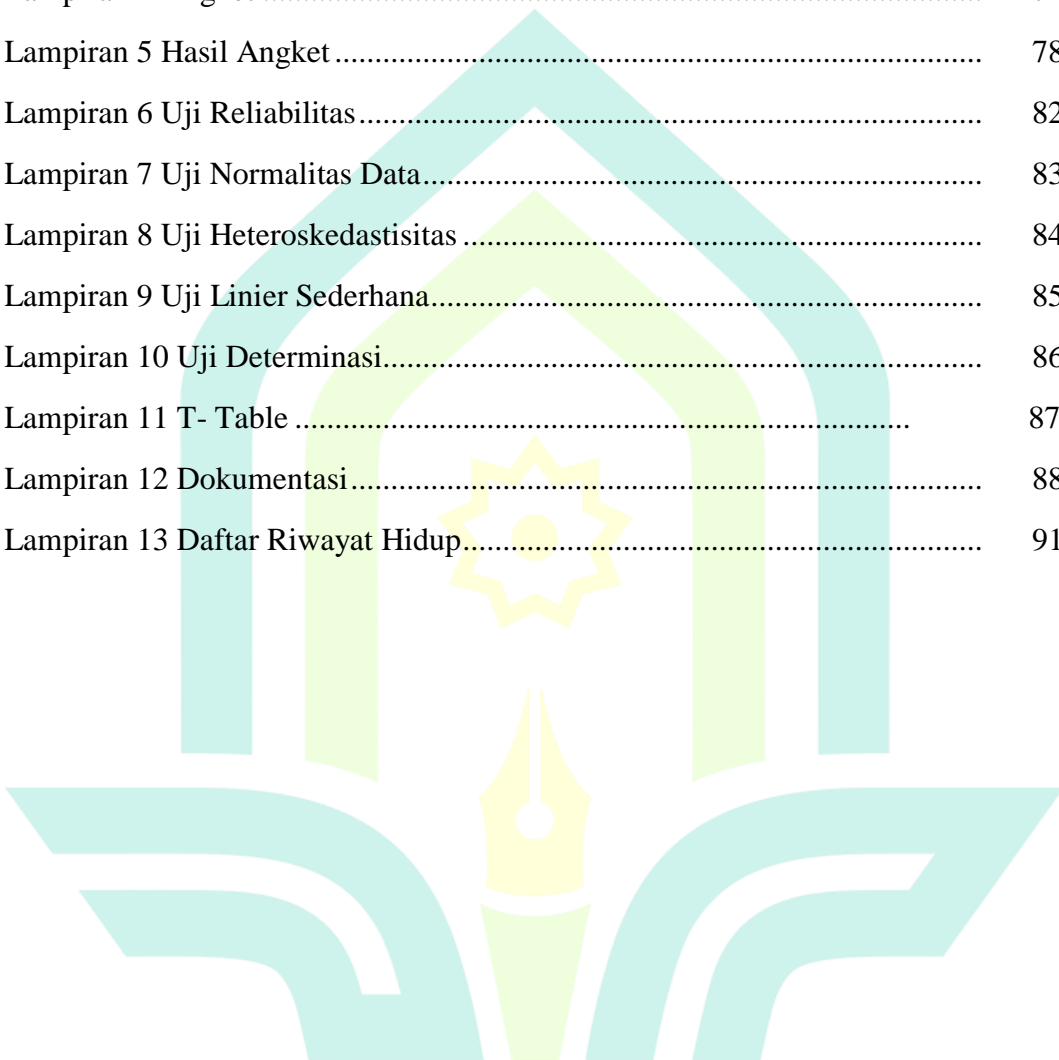 Lampiran 5 Hasil Angket .............................................................................. 78
Lampiran 6 Uji Reliabilitas ........................................................................... 82
Lampiran 7 Uji Normalitas Data................................................................... 83
Lampiran 8 Uji Heteroskedastisitas .............................................................. 84
Lampiran 9 Uji Linier Sederhana.................................................................. 85
Lampiran 10 Uji Determinasi........................................................................ 86
Lampiran 11 T- Table .......................................................................... 87
Lampiran 12 Dokumentasi............................................................................ 88
Lampiran 13 Daftar Riwayat Hidup.............................................................. 91